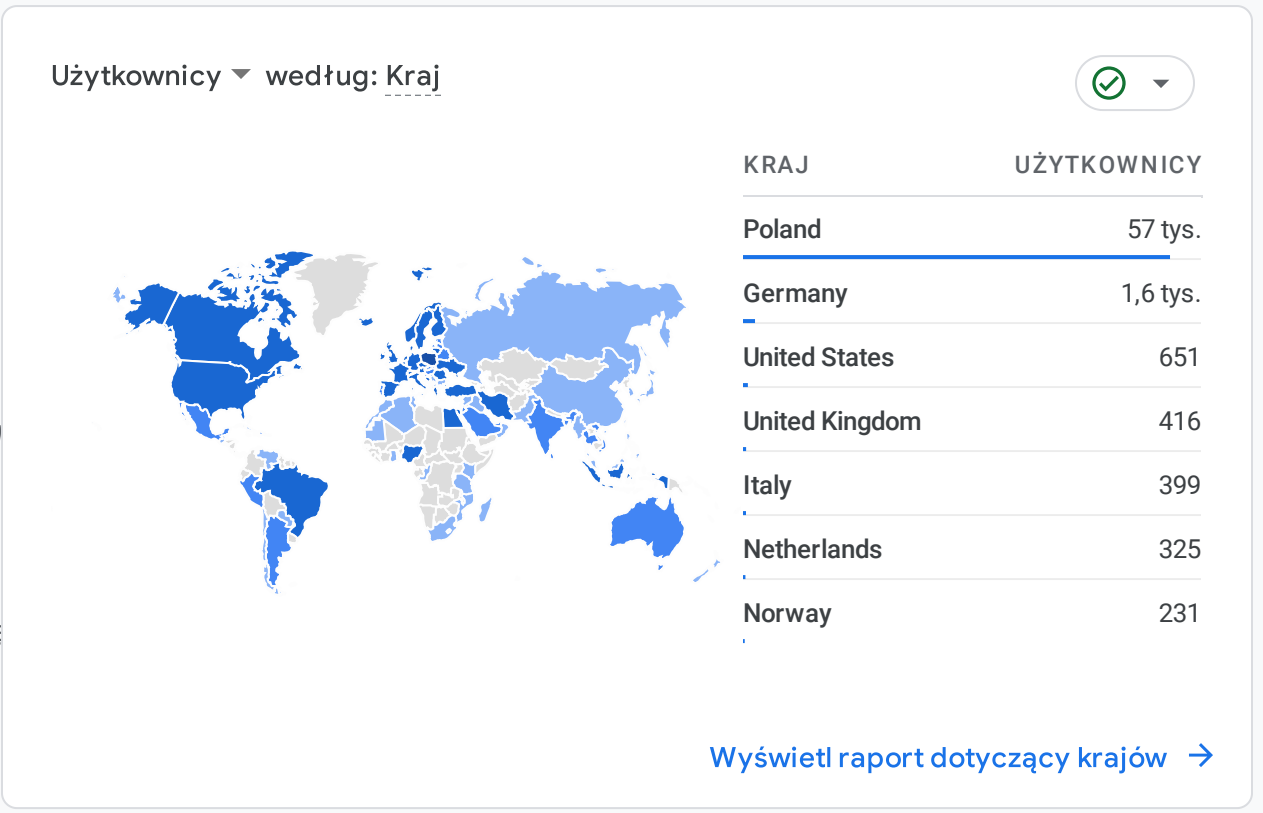 Użytkownicy według: Kraj
KRAJ UŻYTKOWNICY
Poland 57 tys.
Germany 1,6 tys.
United States 651
United Kingdom 416
Italy 399
Netherlands 325
Norway 231
Wyświetl raport dotyczący krajów